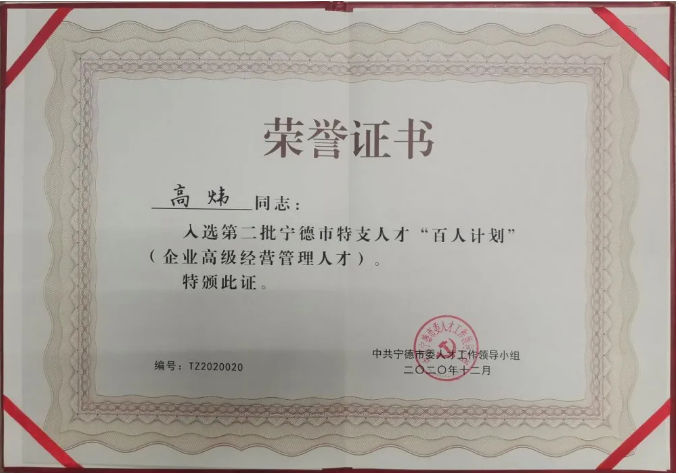 荣誉证书
高炜 同志:
入选第二批宁德市特支人才“百人计划”
(企业高级经营管理人才)。
特颁此证。
编号:TZ2020020
中共宁德市委人才工作领导小组
二〇二〇年十二月